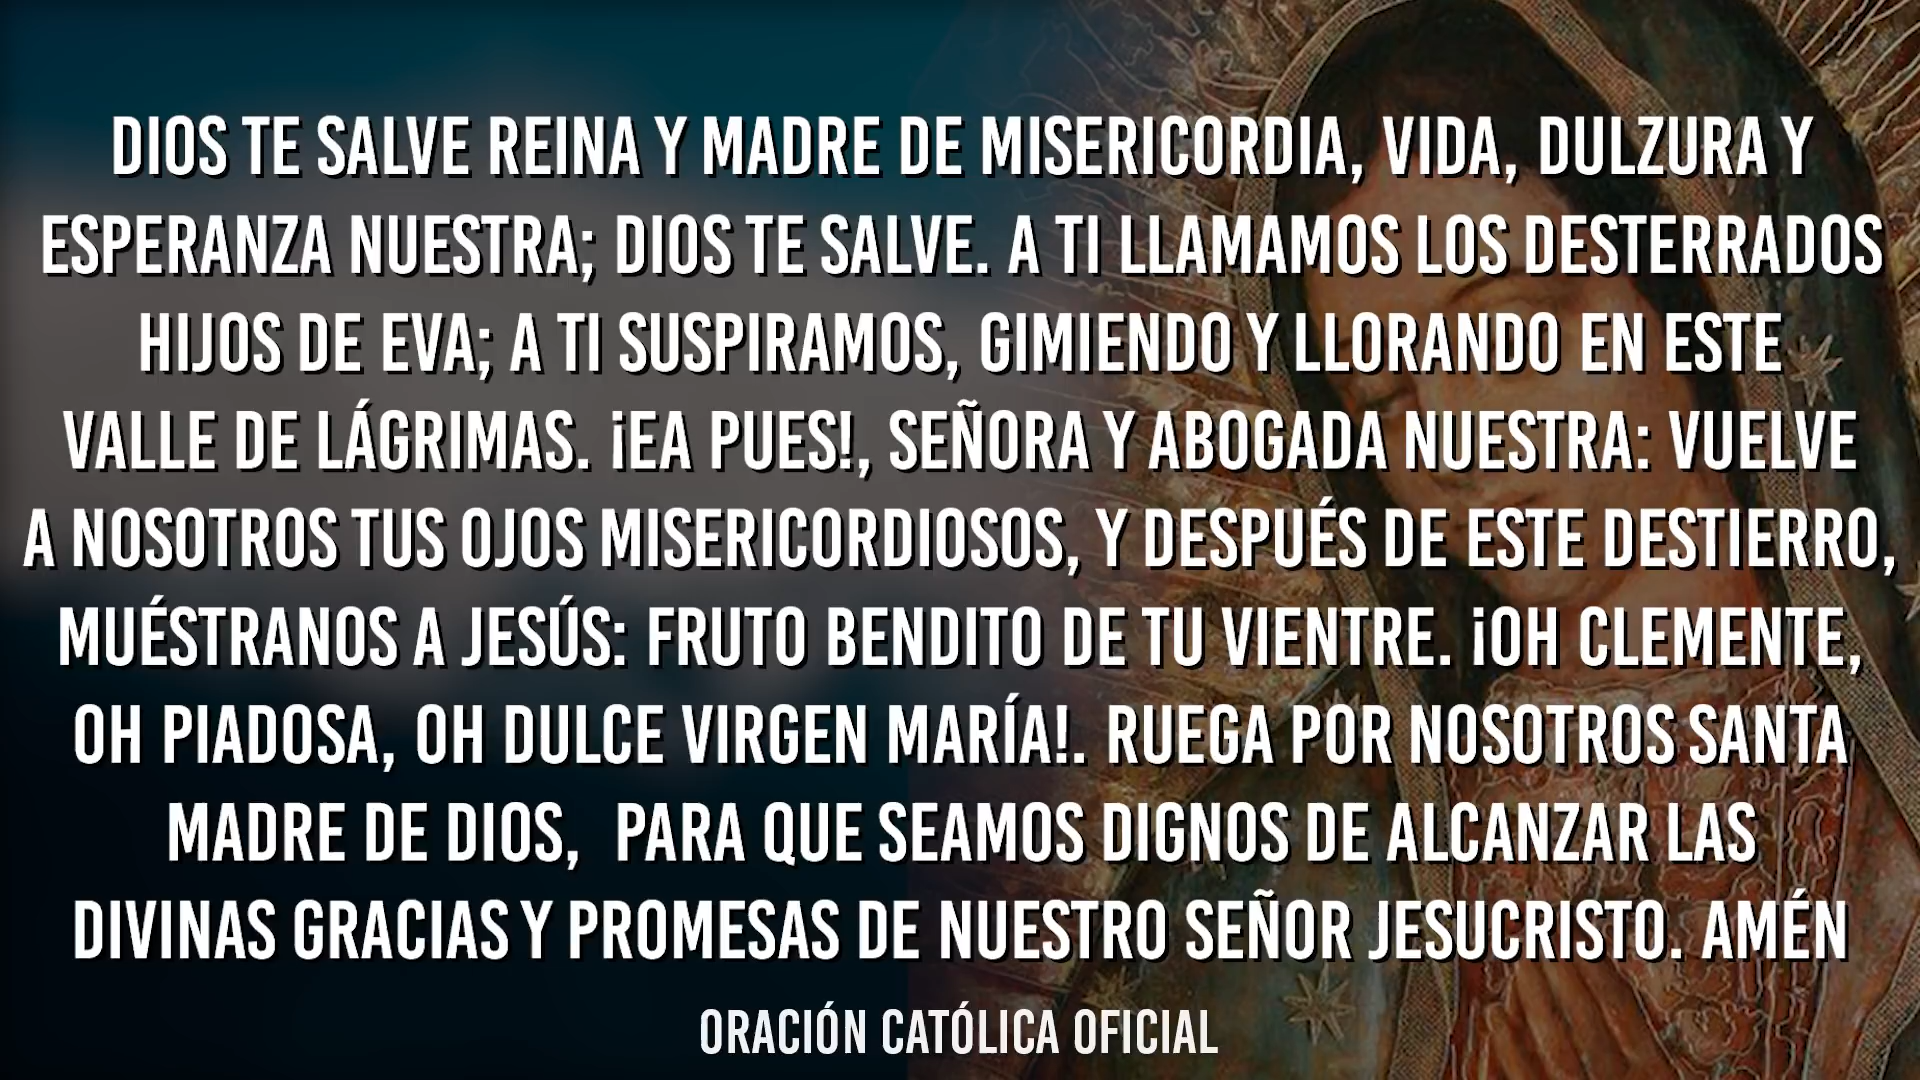 DIOS TE SALVE REINA Y MADRE DE MISERICORDIA, VIDA, DULZURA Y
ESPERANZA NUESTRA; DIOS TE SALVE. A TI LLAMAMOS LOS DESTERRADOS
HIJOS DE EVA; A TI SUSPIRAMOS, GIMIENDO Y LLORANDO EN ESTE
VALLE DE LÁGRIMAS. ¡EA PUES!, SEÑORA Y ABOGADA NUESTRA: VUELVE
A NOSOTROS TUS OJOS MISERICORDIOSOS, Y DESPUÉS DE ESTE DESTIERRO,
MUÉSTRANOS A JESÚS: FRUTO BENDITO DE TU VIENTRE. ¡OH CLEMENTE,
OH PIADOSA, OH DULCE VIRGEN MARÍA!. RUEGA POR NOSOTROS SANTA
MADRE DE DIOS,  PARA QUE SEAMOS DIGNOS DE ALCANZAR LAS
DIVINAS GRACIAS Y PROMESAS DE NUESTRO SEÑOR JESUCRISTO. AMÉN
ORACIÓN CATÓLICA OFICIAL